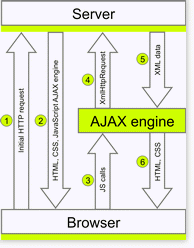 Server
1
Initial HTTP request
2
HTML, CSS, JavaScript AJAX engine
4
XmlHttpRequest
5
XML data
AJAX engine
3
JS calls
6
HTML, CSS
Browser